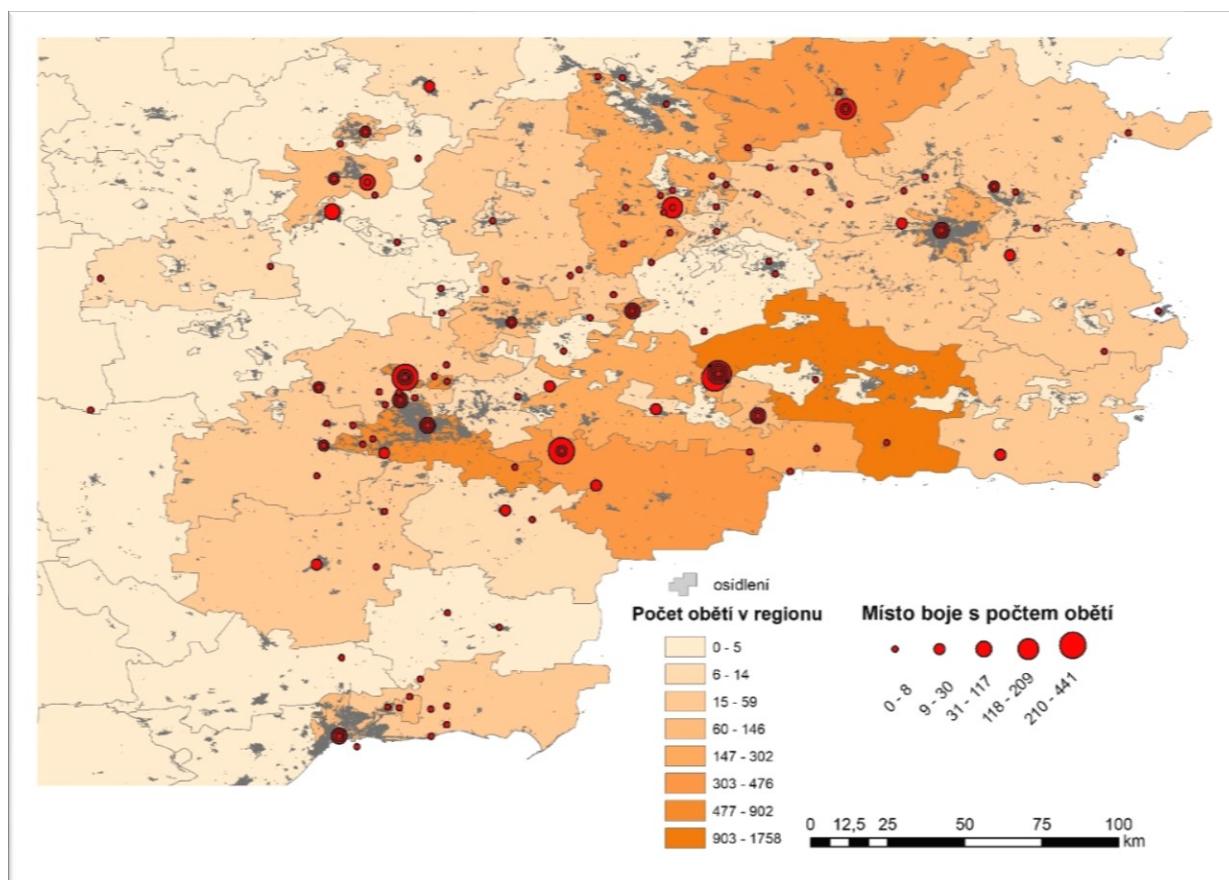 osídlení
Počet obětí v regionu
0 - 5
6 - 14
15 - 59
60 - 146
147 - 302
303 - 476
477 - 902
903 - 1758
Místo boje s počtem obětí
0 - 8
9 - 30
31 - 117
118 - 209
210 - 441
0 12,5 25 50 75 100
km